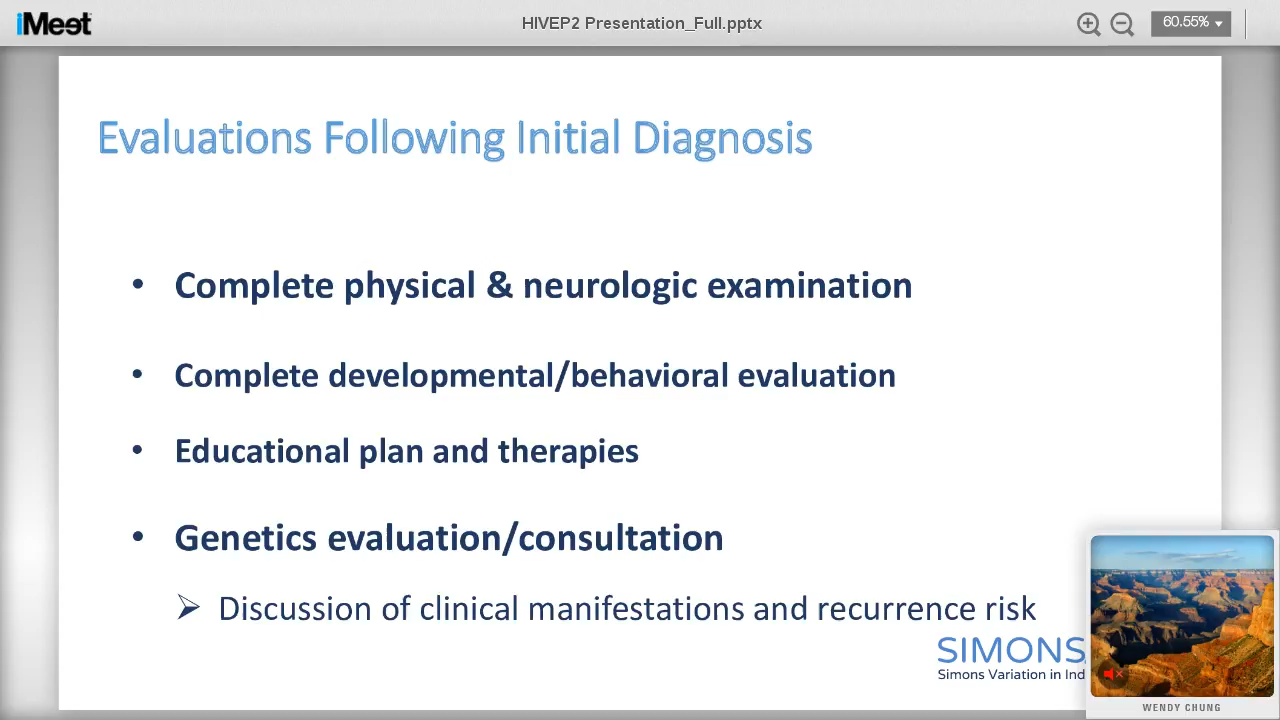 iMeet
HIVEP2 Presentation_Full.pptx
60.55%
Evaluations Following Initial Diagnosis
• Complete physical & neurologic examination
• Complete developmental/behavioral evaluation
• Educational plan and therapies
• Genetics evaluation/consultation
➢ Discussion of clinical manifestations and recurrence risk
SIMONS
Simons Variation in Ind
WENDY CHUNG